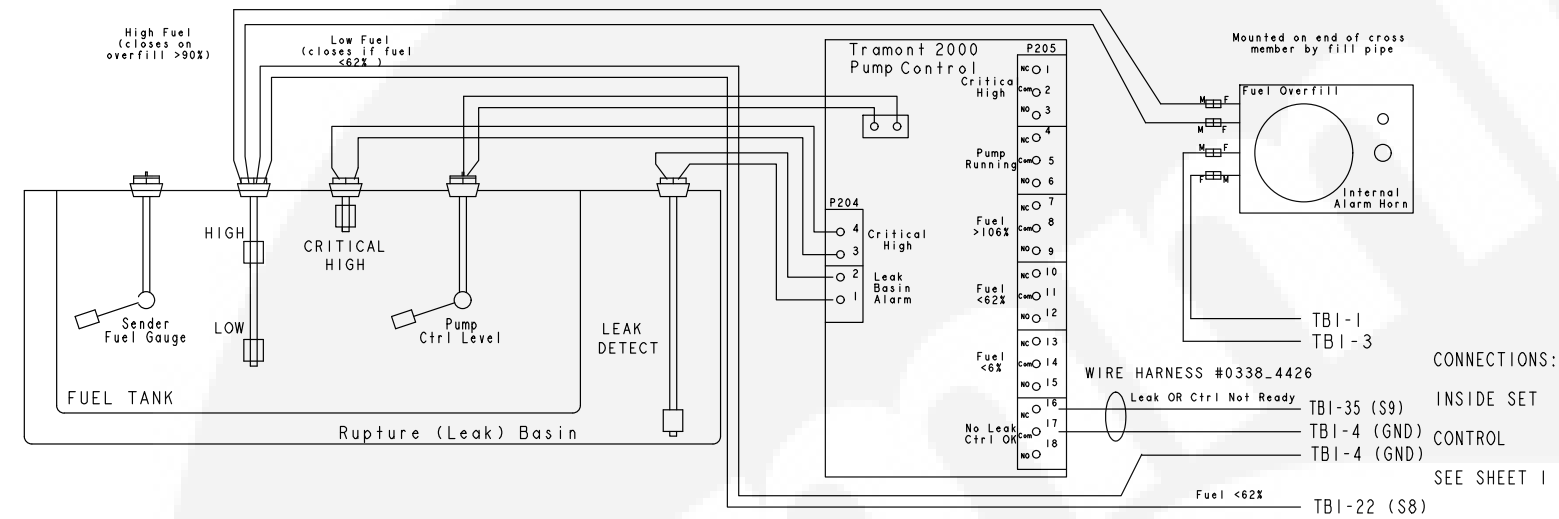 High Fuel
(closes on
overfill >90%)
Low Fuel
(closes if fuel
<62% )
Tramont 2000
Pump Control
P205
Critica
High
NC 1
Com 2
NO 3
Pump
Running
NC 4
Com 5
NO 6
Fuel
>106%
NC 7
Com 8
NO 9
Fuel
<62%
NC 10
Com 11
NO 12
Fuel
<6%
NC 13
Com 14
NO 15
No Leak
Ctrl OK
NC 16
Com 17
NO 18
P204
4
3
Critical
High
2
1
Leak
Basin
Alarm
Mounted on end of cross
member by fill pipe
Fuel Overfill
M F
M F
M F
F M
Internal
Alarm Horn
HIGH
LOW
CRITICAL
HIGH
Sender
Fuel Gauge
Pump
Ctrl Level
LEAK
DETECT
FUEL TANK
Rupture (Leak) Basin
TB1-1
TB1-3
WIRE HARNESS #0338_4426
Leak OR Ctrl Not Ready
TB1-35 (S9)
TB1-4 (GND)
TB1-4 (GND)
Fuel <62%
TB1-22 (S8)
CONNECTIONS:
INSIDE SET
CONTROL
SEE SHEET 1